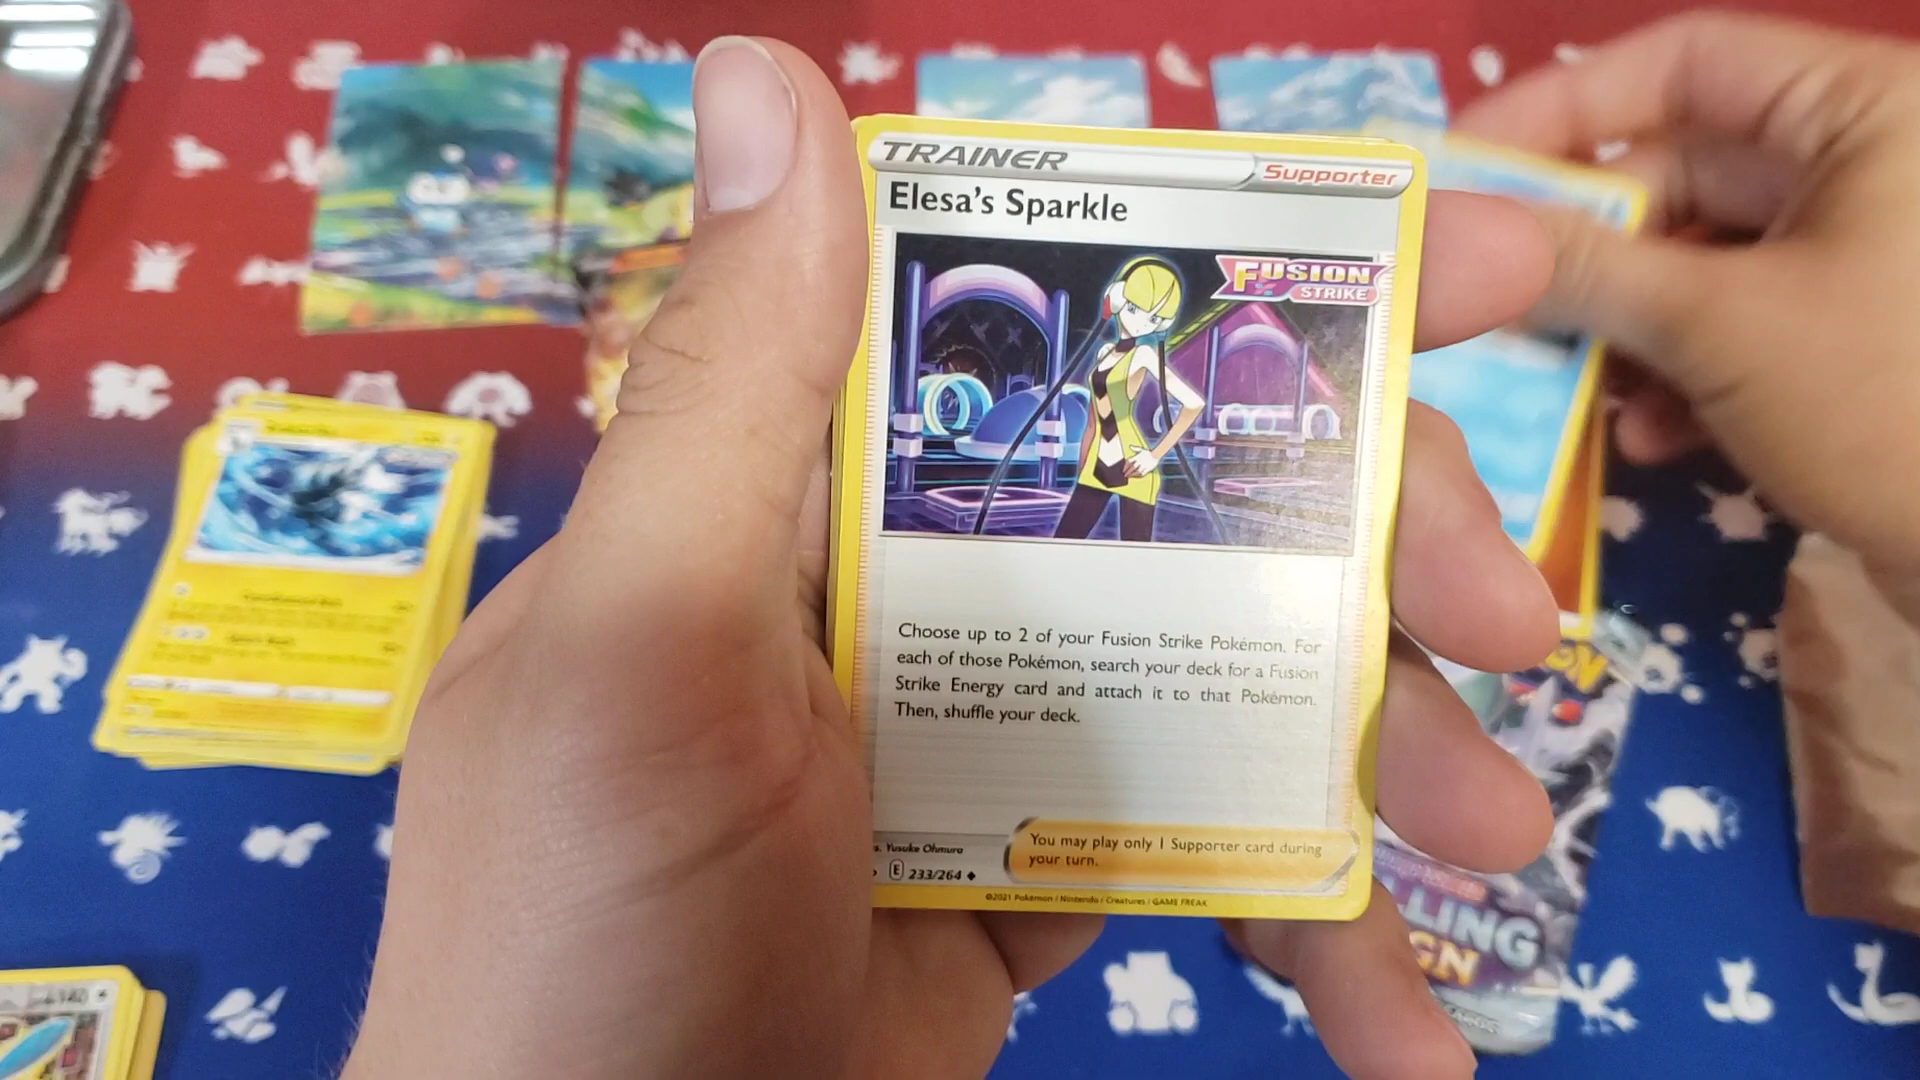 TRAINER
Supporter
Elesa's Sparkle
FUSION
STRIKE
Choose up to 2 of your Fusion Strike Pokémon. For
each of those Pokémon, search your deck for a Fusion
Strike Energy card and attach it to that Pokémon.
Then, shuffle your deck.
You may play only 1 Supporter card during
your turn.
s. Yusuke Ohmura
E 233/264
©2021 Pokémon / Nintendo / Creatures / GAME FREAK
LLING
GN